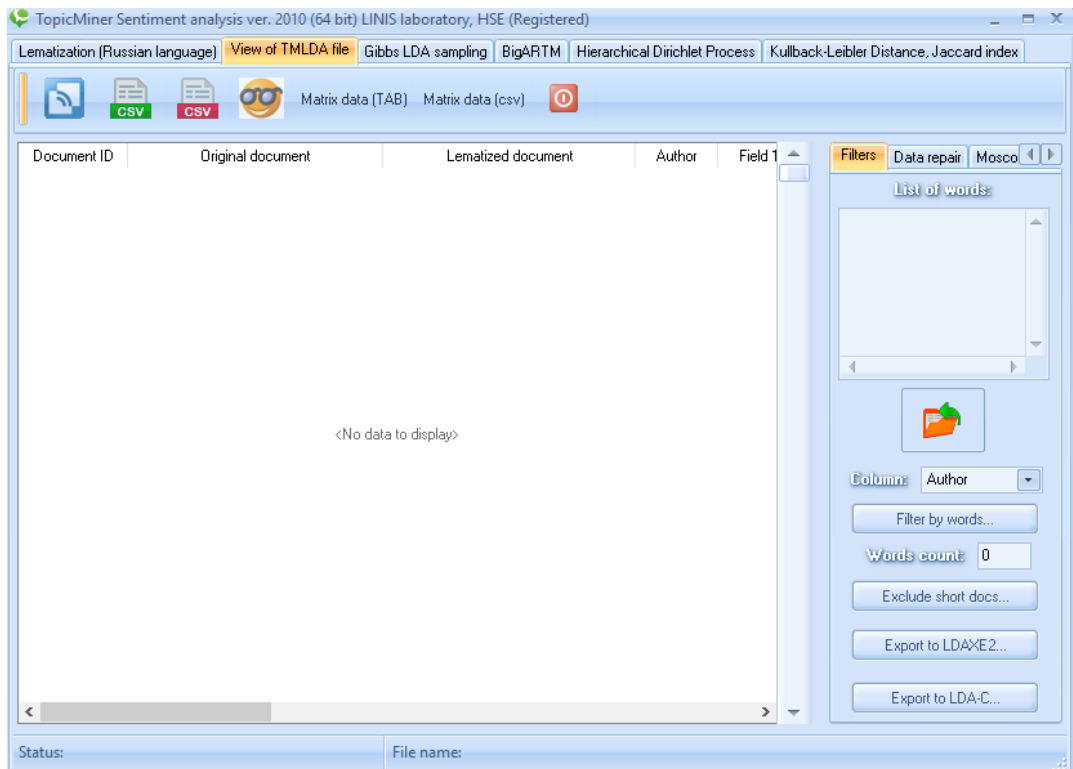 TopicMiner Sentiment analysis ver. 2010 (64 bit) LINIS laboratory, HSE (Registered)
Lematization (Russian language) View of TMLDA file Gibbs LDA sampling BigARTM Hierarchical Dirichlet Process Kullback-Leibler Distance, Jaccard index
CSV CSV Matrix data (TAB) Matrix data (csv)
Document ID Original document Lematized document Author Field 1
<No data to display>
Filters Data repair Mosco
List of words:
Column: Author
Filter by words...
Words count: 0
Exclude short docs...
Export to LDAXE2...
Export to LDA-C...
Status: File name: